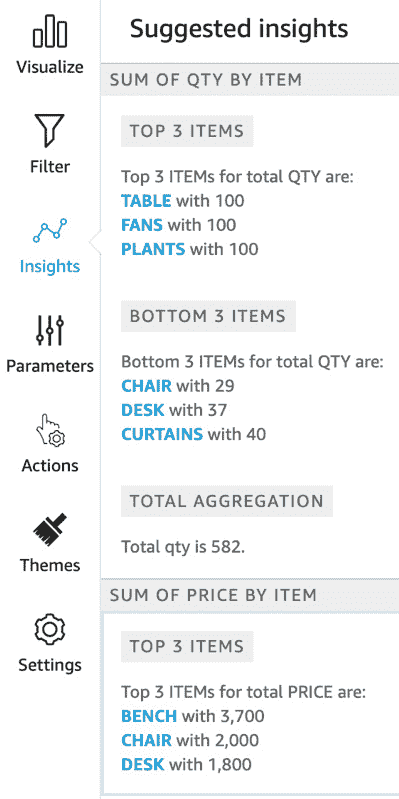 Suggested insights
Visualize
Filter
Insights
Parameters
Actions
Themes
Settings
SUM OF QTY BY ITEM
TOP 3 ITEMS
Top 3 ITEMs for total QTY are:
TABLE with 100
FANS with 100
PLANTS with 100
BOTTOM 3 ITEMS
Bottom 3 ITEMs for total QTY are:
CHAIR with 29
DESK with 37
CURTAINS with 40
TOTAL AGGREGATION
Total qty is 582.
SUM OF PRICE BY ITEM
TOP 3 ITEMS
Top 3 ITEMs for total PRICE are:
BENCH with 3,700
CHAIR with 2,000
DESK with 1,800